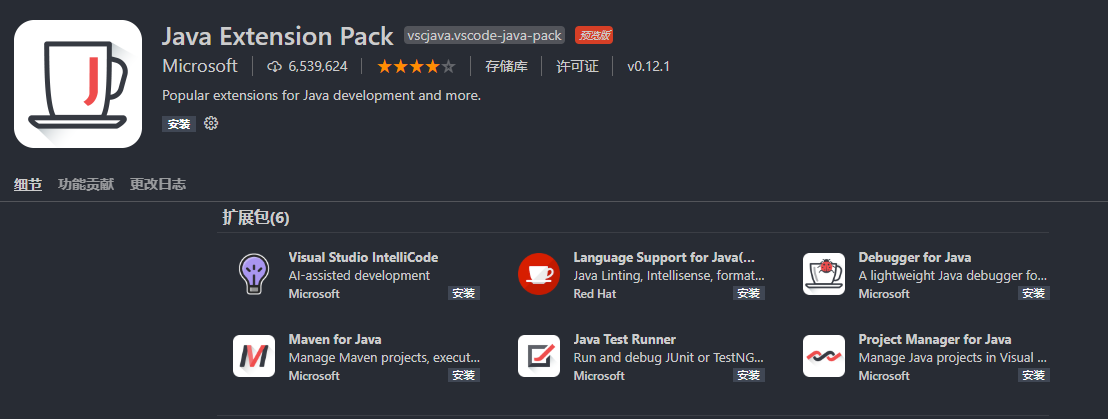 Java Extension Pack vscjava.vscode-java-pack 预览版
Microsoft 6,539,624 存储库 许可证 v0.12.1
Popular extensions for Java development and more.
安装
细节 功能贡献 更改日志
扩展包(6)
Visual Studio IntelliCode
AI-assisted development
Microsoft 安装
Language Support for Java(...
Java Linting, Intellisense, format...
Red Hat 安装
Debugger for Java
A lightweight Java debugger fo...
Microsoft 安装
Maven for Java
Manage Maven projects, execut...
Microsoft 安装
Java Test Runner
Run and debug JUnit or TestNG...
Microsoft 安装
Project Manager for Java
Manage Java projects in Visual ...
Microsoft 安装